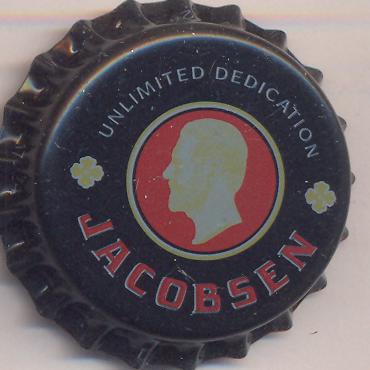 UNLIMITED DEDICATION
JACOBSEN